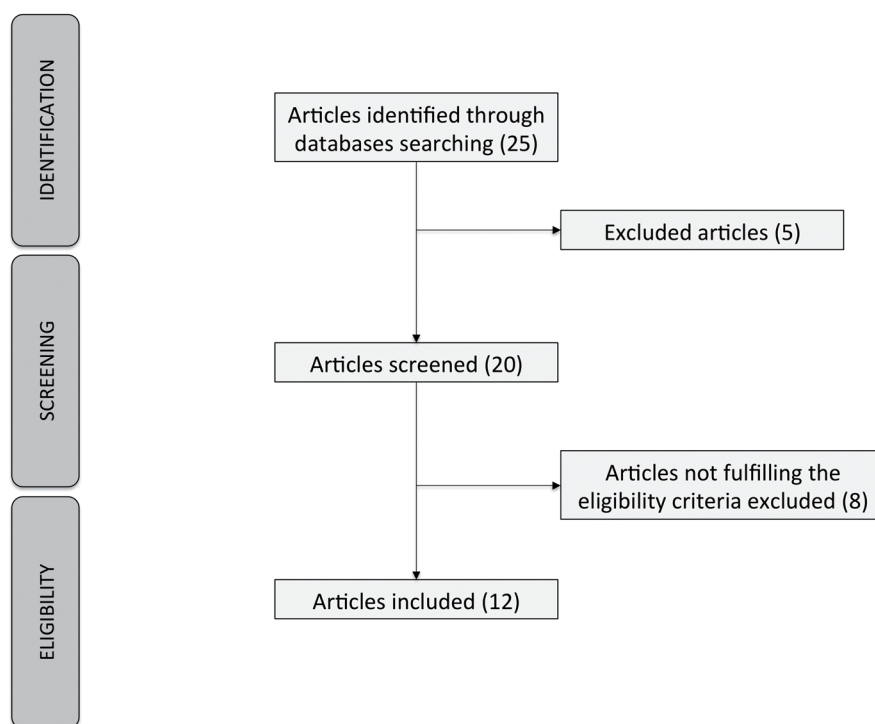 IDENTIFICATION
Articles identified through
databases searching (25)
Excluded articles (5)
SCREENING
Articles screened (20)
Articles not fulfilling the
eligibility criteria excluded (8)
ELIGIBILITY
Articles included (12)